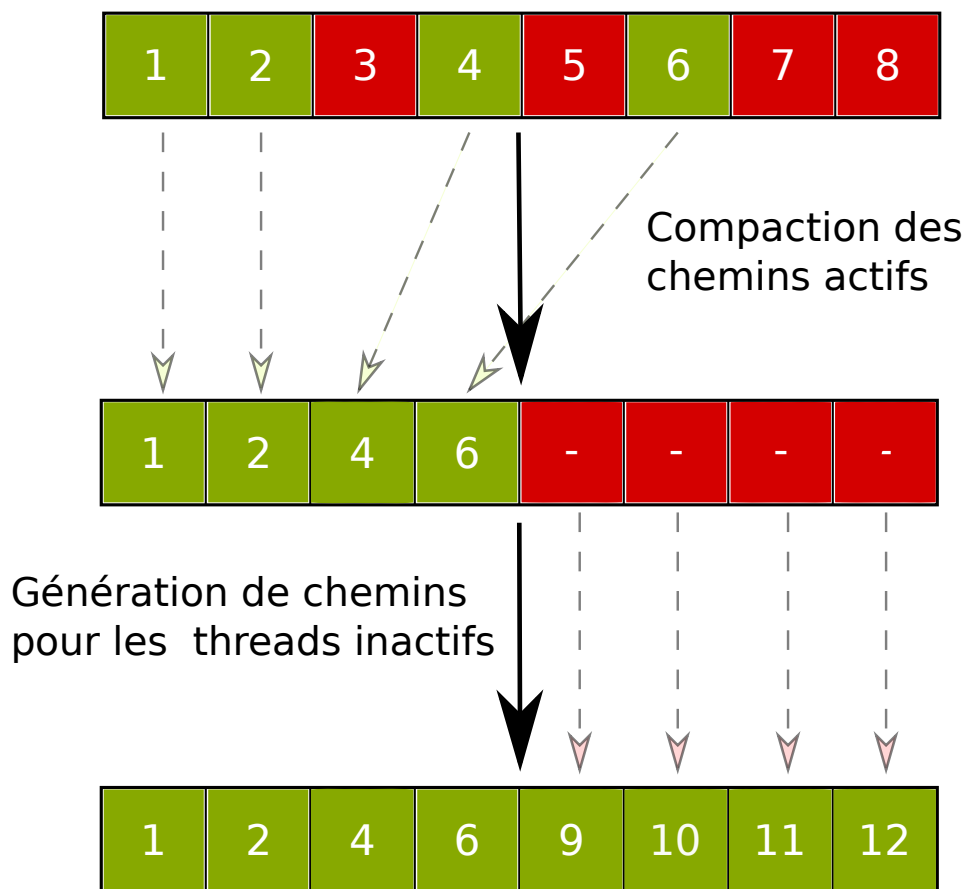 1 2 3 4 5 6 7 8
Compaction des
chemins actifs
1 2 4 6 - - - -
Génération de chemins
pour les  threads inactifs
1 2 4 6 9 10 11 12